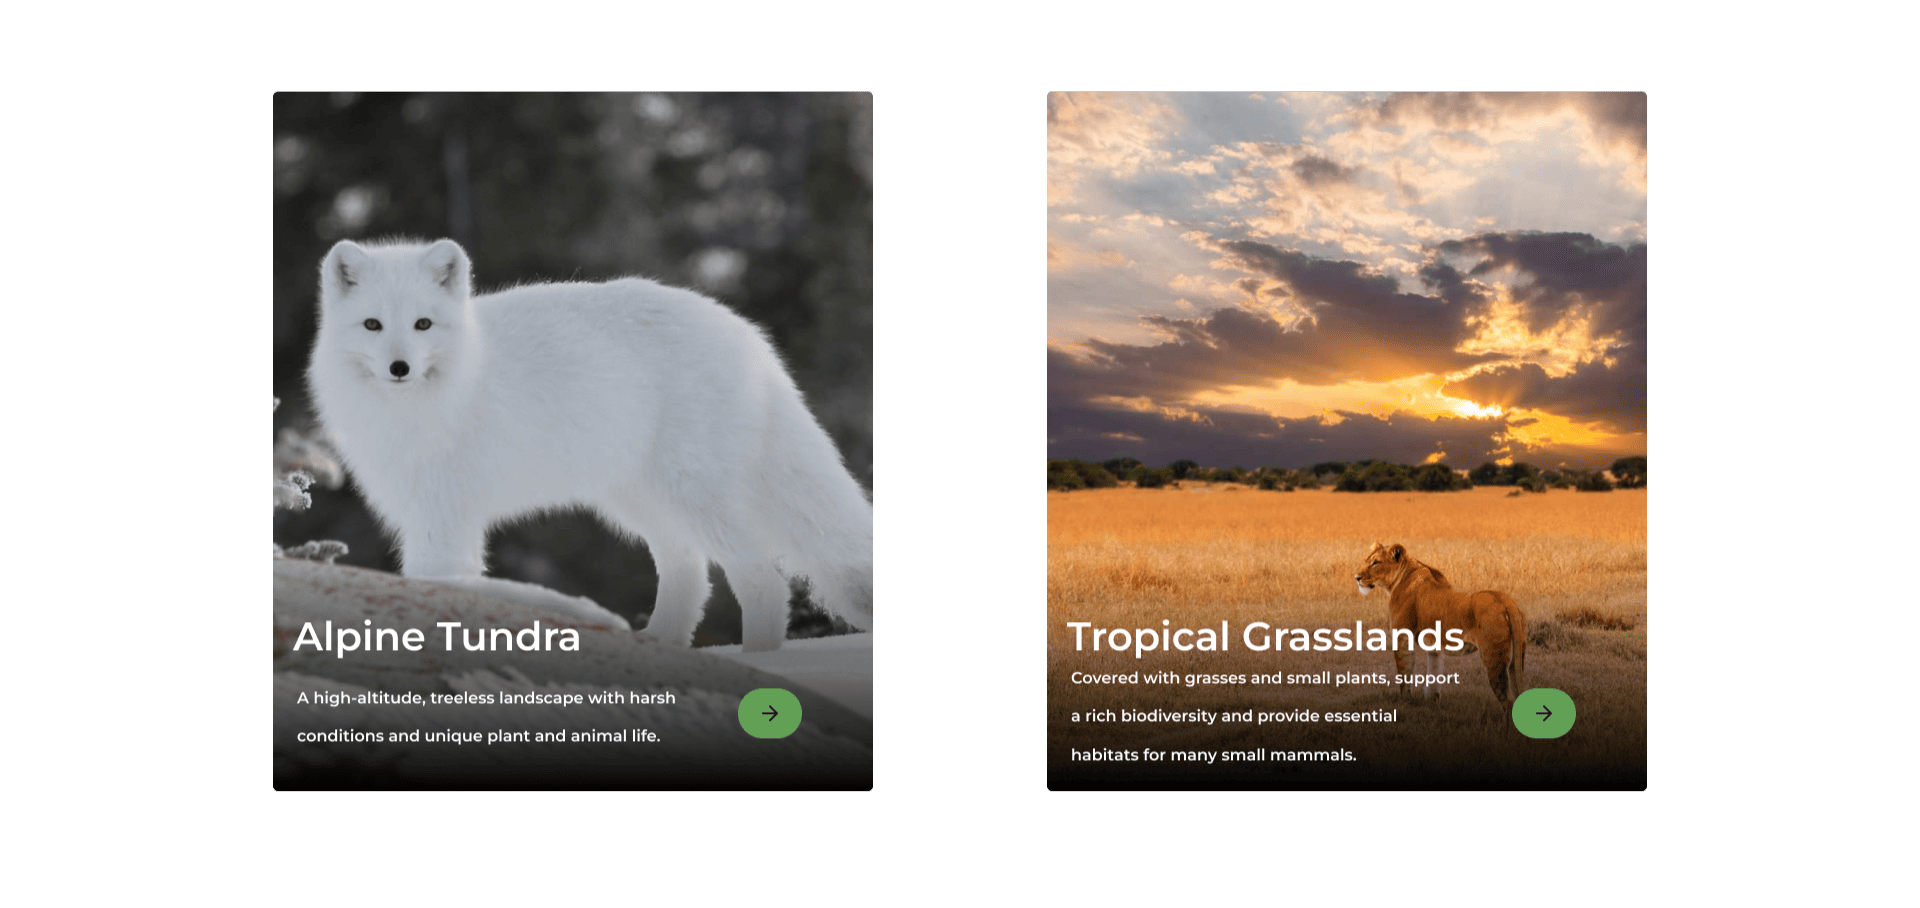 Alpine Tundra
A high-altitude, treeless landscape with harsh
conditions and unique plant and animal life.
Tropical Grasslands
Covered with grasses and small plants, support
a rich biodiversity and provide essential
habitats for many small mammals.